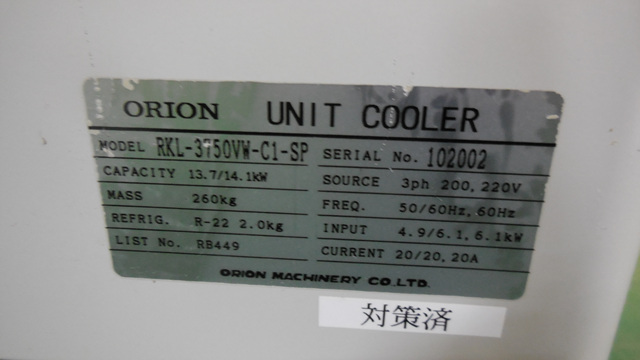 ORION UNIT COOLER
MODEL RKL-3750VW-C1-SP SERIAL No. 102002
CAPACITY 13.7/14.1kW SOURCE 3ph 200, 220V
MASS 260kg FREQ. 50/60Hz, 60Hz
REFRIG. R-22 2.0kg INPUT 4.9/6.1, 6.1kW
LIST No. RB449 CURRENT 20/20, 20A
ORION MACHINERY CO.,LTD.
対策済